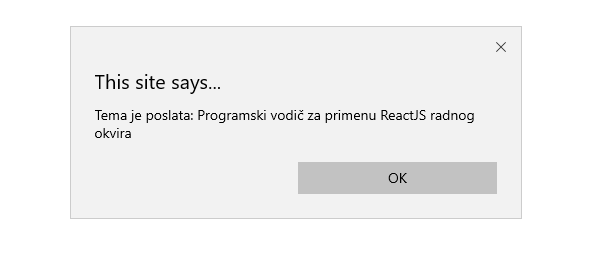 This site says...
Tema je poslata: Programski vodič za primenu ReactJS radnog
okvira
OK